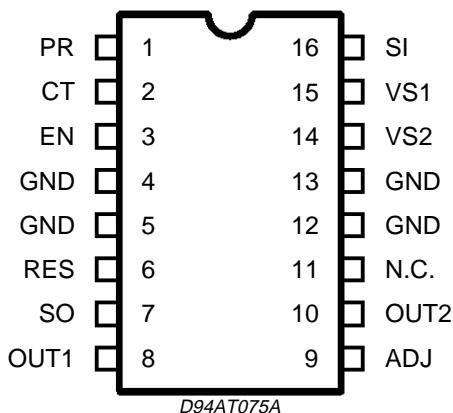 PR 1 16 SI
CT 2 15 VS1
EN 3 14 VS2
GND 4 13 GND
GND 5 12 GND
RES 6 11 N.C.
SO 7 10 OUT2
OUT1 8 9 ADJ
D94AT075A